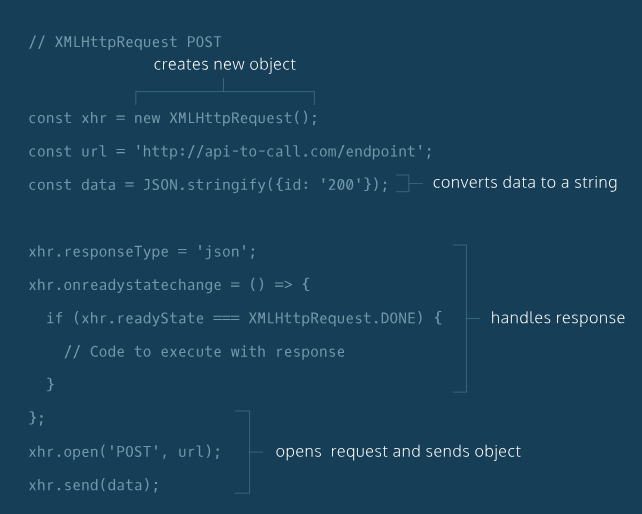 // XMLHttpRequest POST
creates new object
const xhr = new XMLHttpRequest();
const url = 'http://api-to-call.com/endpoint';
const data = JSON.stringify({id: '200'});
converts data to a string
xhr.responseType = 'json';
xhr.onreadystatechange = () => {
if (xhr.readyState === XMLHttpRequest.DONE) {
handles response
// Code to execute with response
}
};
xhr.open('POST', url);
opens request and sends object
xhr.send(data);